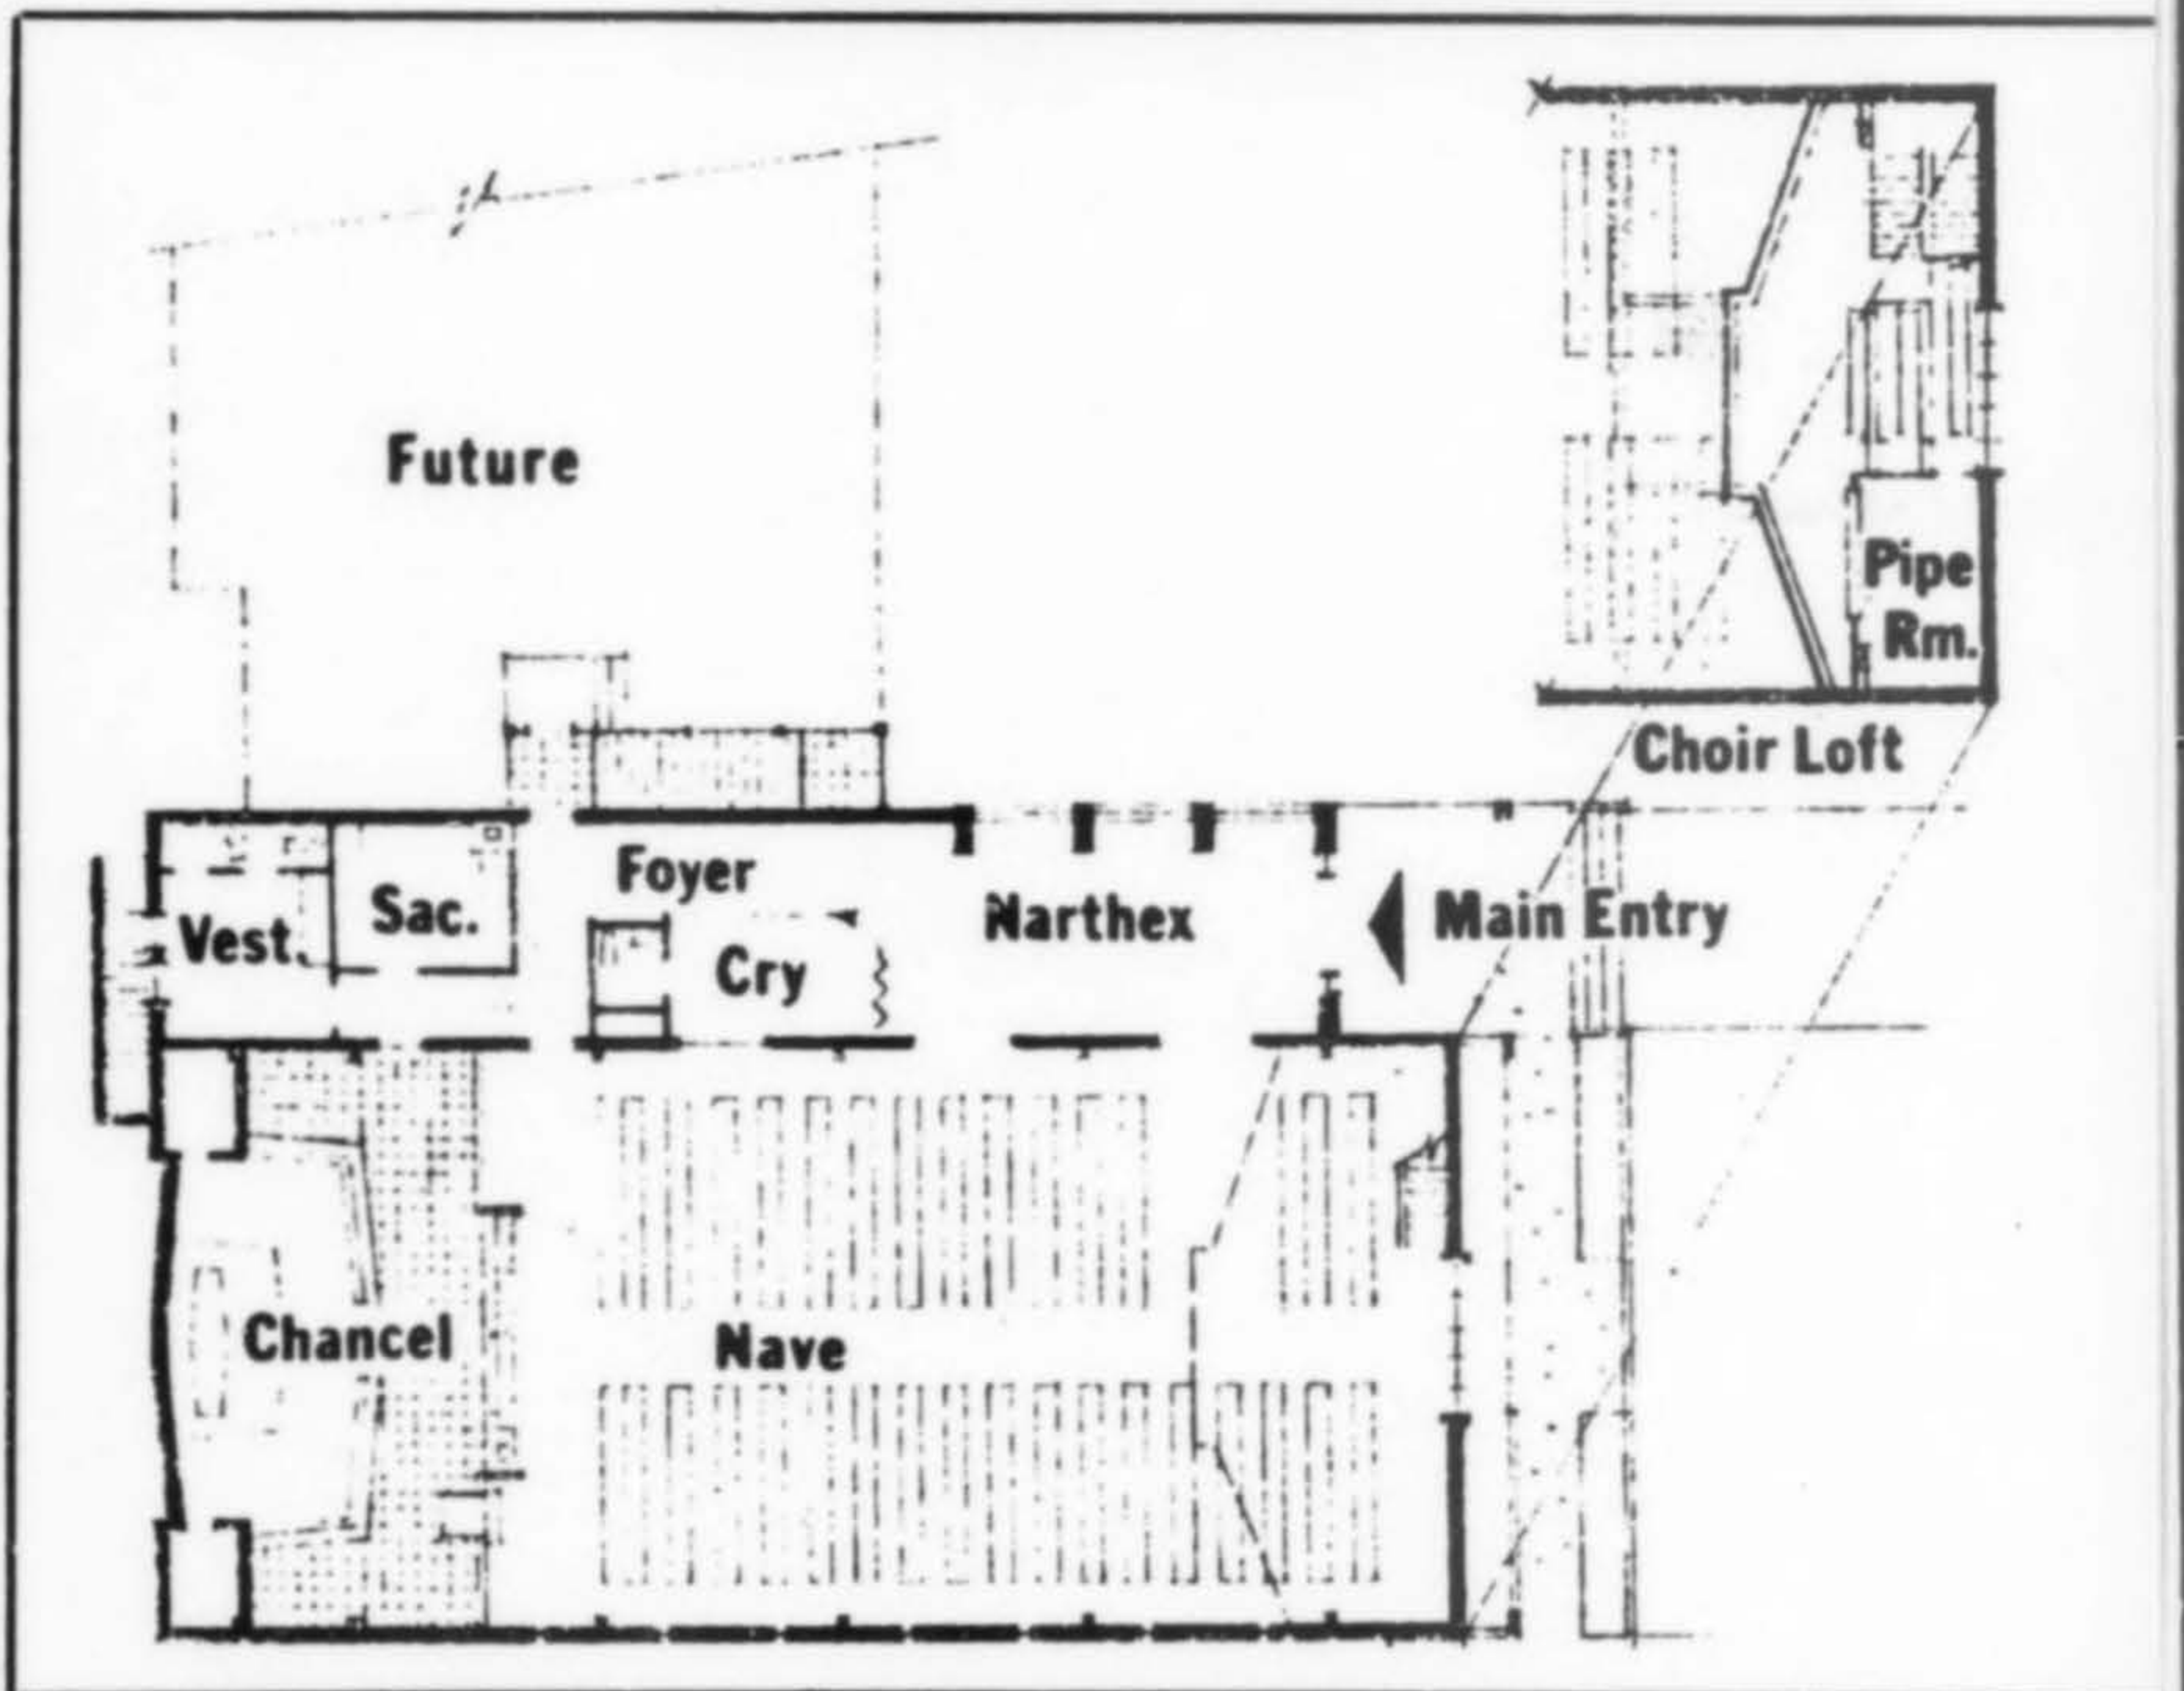 Future
Pipe
Rm.
Choir Loft
Foyer
Vest.
Sac.
Cry
Narthex
Main Entry
Chancel
Nave